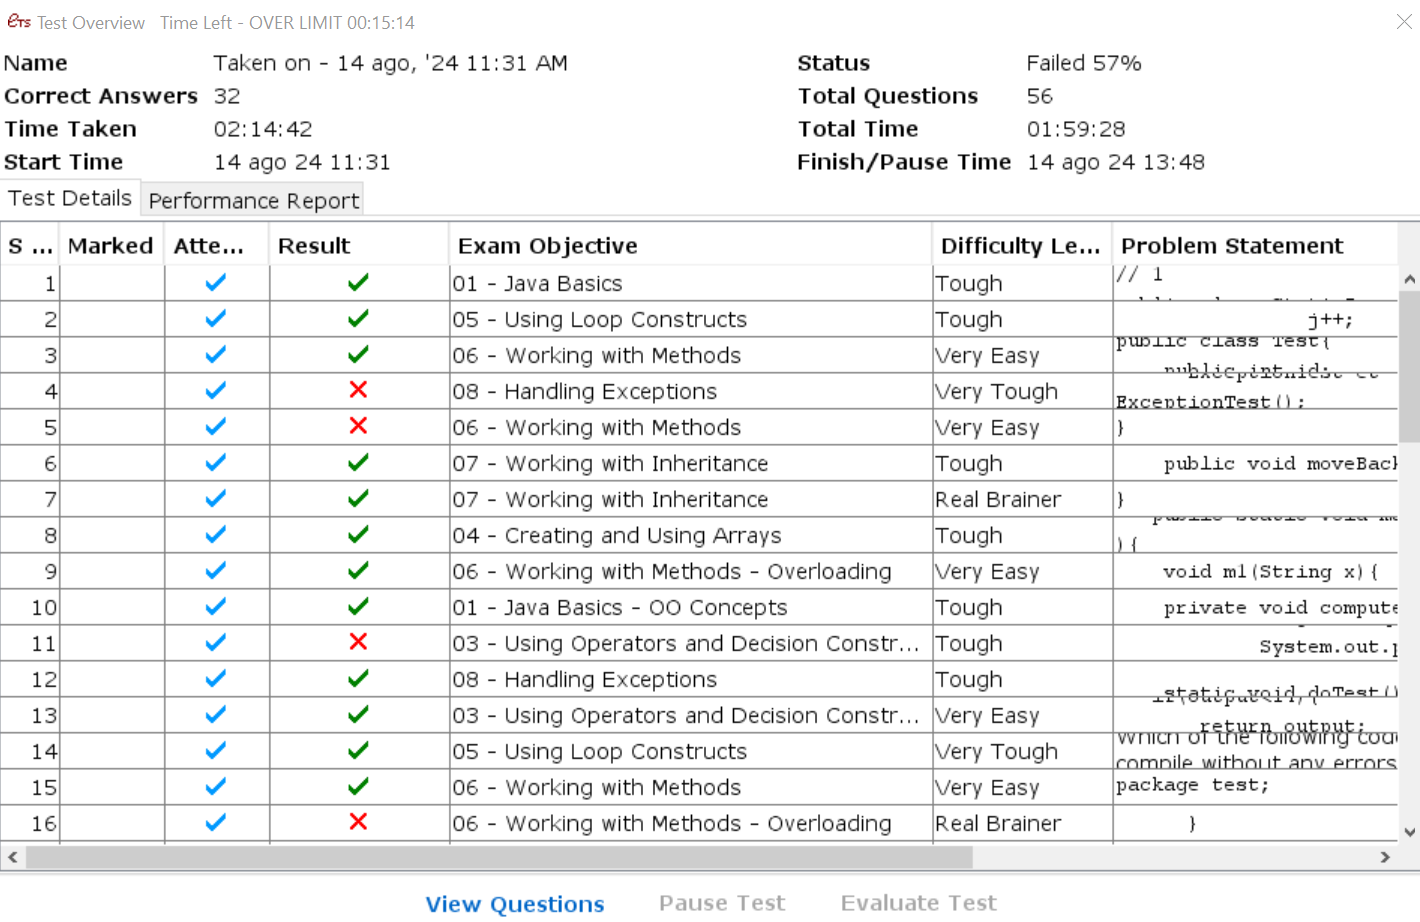 eTS Test Overview Time Left - OVER LIMIT 00:15:14
Name Taken on - 14 ago, '24 11:31 AM Status Failed 57%
Correct Answers 32 Total Questions 56
Time Taken 02:14:42 Total Time 01:59:28
Start Time 14 ago 24 11:31 Finish/Pause Time 14 ago 24 13:48
Test Details Performance Report
S ... Marked Atte... Result Exam Objective Difficulty Le... Problem Statement
1 01 - Java Basics Tough // 1
2 05 - Using Loop Constructs Tough j++;
3 06 - Working with Methods Very Easy public class Test{
4 08 - Handling Exceptions Very Tough ExceptionTest();
5 06 - Working with Methods Very Easy }
6 07 - Working with Inheritance Tough public void moveBack
7 07 - Working with Inheritance Real Brainer }
8 04 - Creating and Using Arrays Tough ){
9 06 - Working with Methods - Overloading Very Easy void m1(String x){
10 01 - Java Basics - OO Concepts Tough private void compute
11 03 - Using Operators and Decision Constr... Tough System.out.p
12 08 - Handling Exceptions Tough static void doTest()
13 03 - Using Operators and Decision Constr... Very Easy return output;
14 05 - Using Loop Constructs Very Tough Which of the following code
compile without any errors
15 06 - Working with Methods Very Easy package test;
16 06 - Working with Methods - Overloading Real Brainer }
View Questions Pause Test Evaluate Test